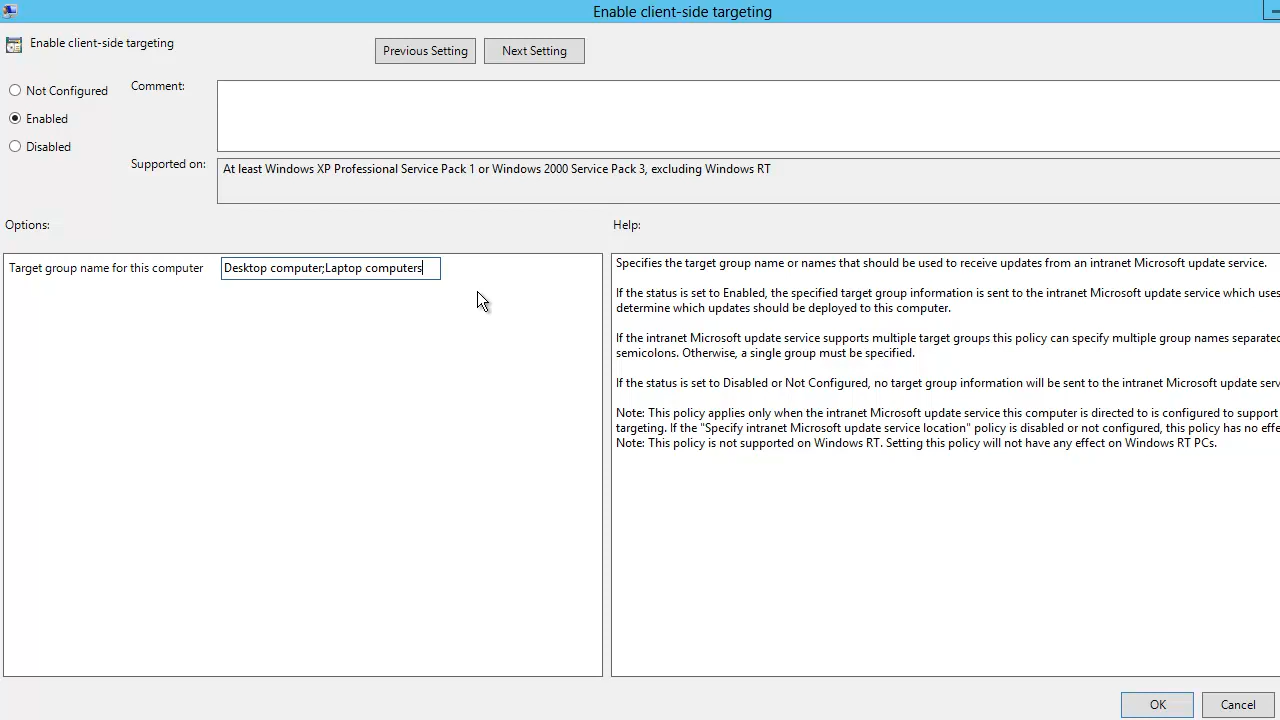 Enable client-side targeting
Enable client-side targeting
Previous Setting
Next Setting
Not Configured
Enabled
Disabled
Comment:
Supported on:
At least Windows XP Professional Service Pack 1 or Windows 2000 Service Pack 3, excluding Windows RT
Options:
Help:
Target group name for this computer
Desktop computer;Laptop computers
Specifies the target group name or names that should be used to receive updates from an intranet Microsoft update service.
If the status is set to Enabled, the specified target group information is sent to the intranet Microsoft update service which uses
determine which updates should be deployed to this computer.
If the intranet Microsoft update service supports multiple target groups this policy can specify multiple group names separated
semicolons. Otherwise, a single group must be specified.
If the status is set to Disabled or Not Configured, no target group information will be sent to the intranet Microsoft update serv
Note: This policy applies only when the intranet Microsoft update service this computer is directed to is configured to support
targeting. If the "Specify intranet Microsoft update service location" policy is disabled or not configured, this policy has no effe
Note: This policy is not supported on Windows RT. Setting this policy will not have any effect on Windows RT PCs.
OK
Cancel